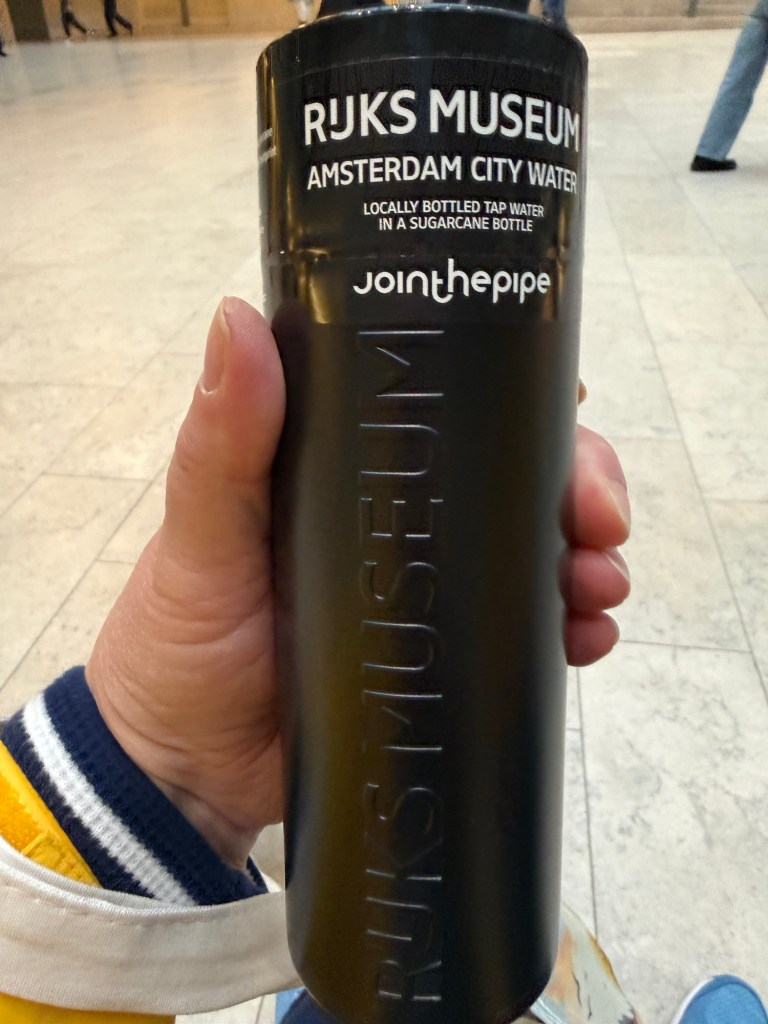 RIJKS MUSEUM
AMSTERDAM CITY WATER
LOCALLY BOTTLED TAP WATER
IN A SUGARCANE BOTTLE
jointhepipe
RIJKS MUSEUM